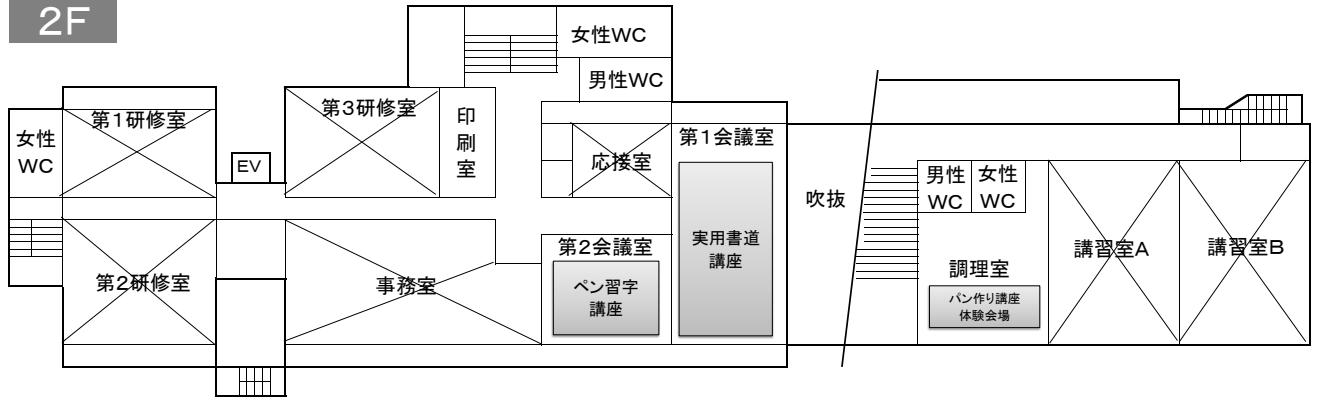 2F
女性WC
男性WC
第1研修室
第3研修室
印
刷
室
女性
WC
EV
応接室
第1会議室
吹抜
男性
WC
女性
WC
実用書道
講座
第2会議室
第2研修室
事務室
ペン習字
講座
調理室
パン作り講座
体験会場
講習室A
講習室B